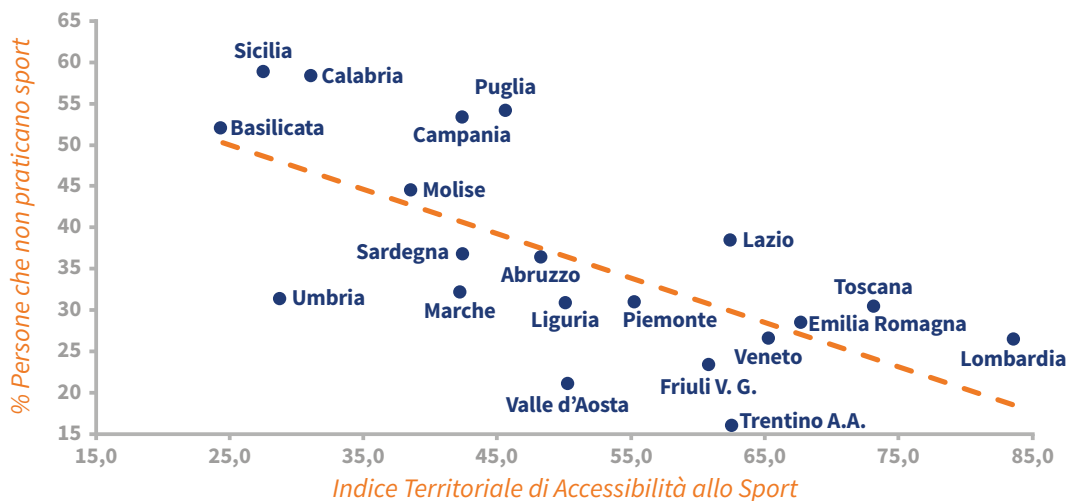 % Persone che non praticano sport
65
60
55
50
45
40
35
30
25
20
15
Sicilia
Calabria
Puglia
Campania
Basilicata
Molise
Lazio
Sardegna
Abruzzo
Toscana
Umbria
Marche
Liguria
Piemonte
Emilia Romagna
Veneto
Lombardia
Friuli V. G.
Valle d’Aosta
Trentino A.A.
15,0
25,0
35,0
45,0
55,0
65,0
75,0
85,0
Indice Territoriale di Accessibilità allo Sport